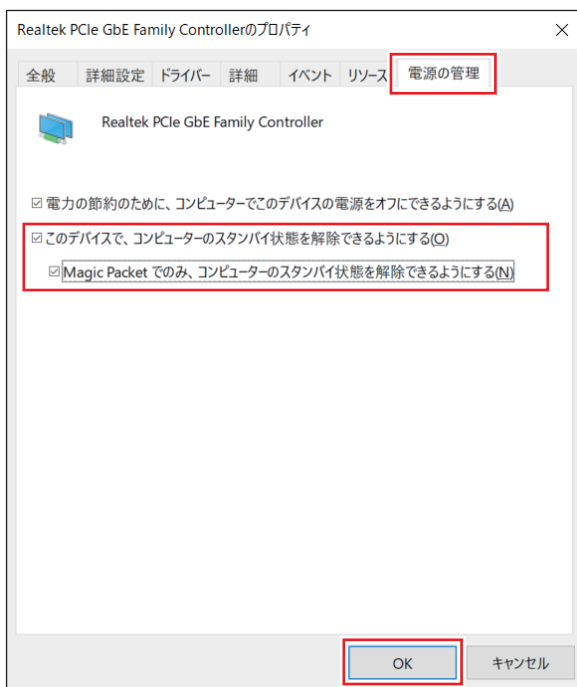 Realtek PCIe GbE Family Controllerのプロパティ
全般 詳細設定 ドライバー 詳細 イベント リソース 電源の管理
Realtek PCIe GbE Family Controller
電力の節約のために、コンピューターでこのデバイスの電源をオフにできるようにする(A)
このデバイスで、コンピューターのスタンバイ状態を解除できるようにする(O)
Magic Packet でのみ、コンピューターのスタンバイ状態を解除できるようにする(N)
OK キャンセル